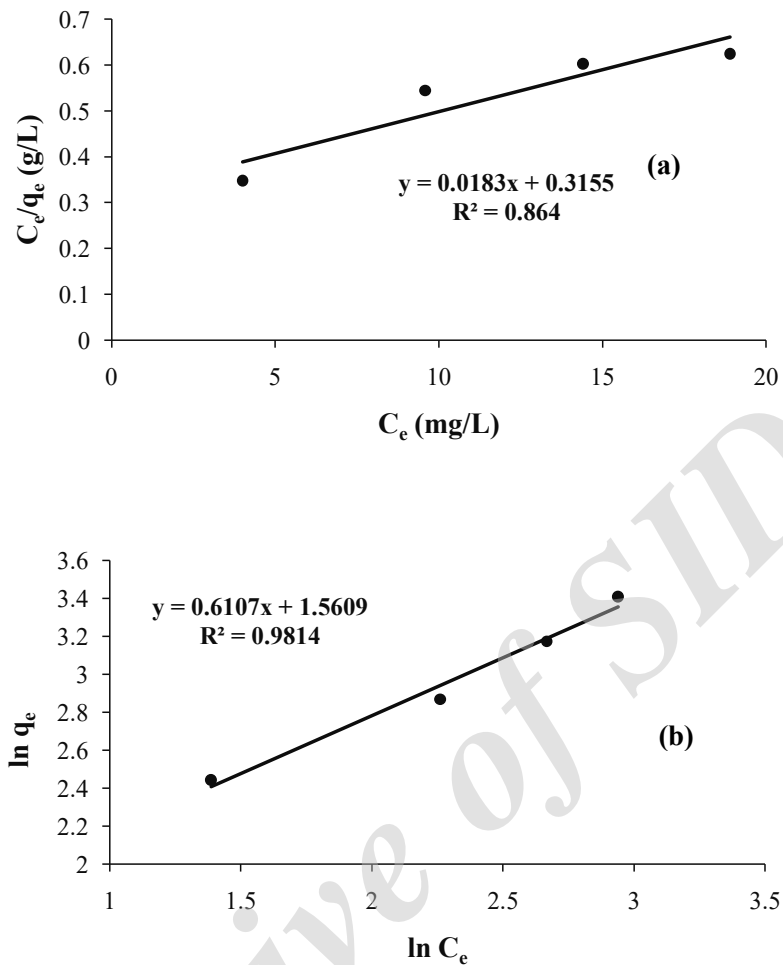 0.7
0.6
0.5
0.4
0.3
0.2
0.1
0
0
5
10
15
20
Cₑ/qₑ (g/L)
(a)
y = 0.0183x + 0.3155
R² = 0.864
Cₑ (mg/L)
3.6
3.4
3.2
3
2.8
2.6
2.4
2.2
2
1
1.5
2
2.5
3
3.5
ln qₑ
y = 0.6107x + 1.5609
R² = 0.9814
(b)
ln Cₑ
ive of SID